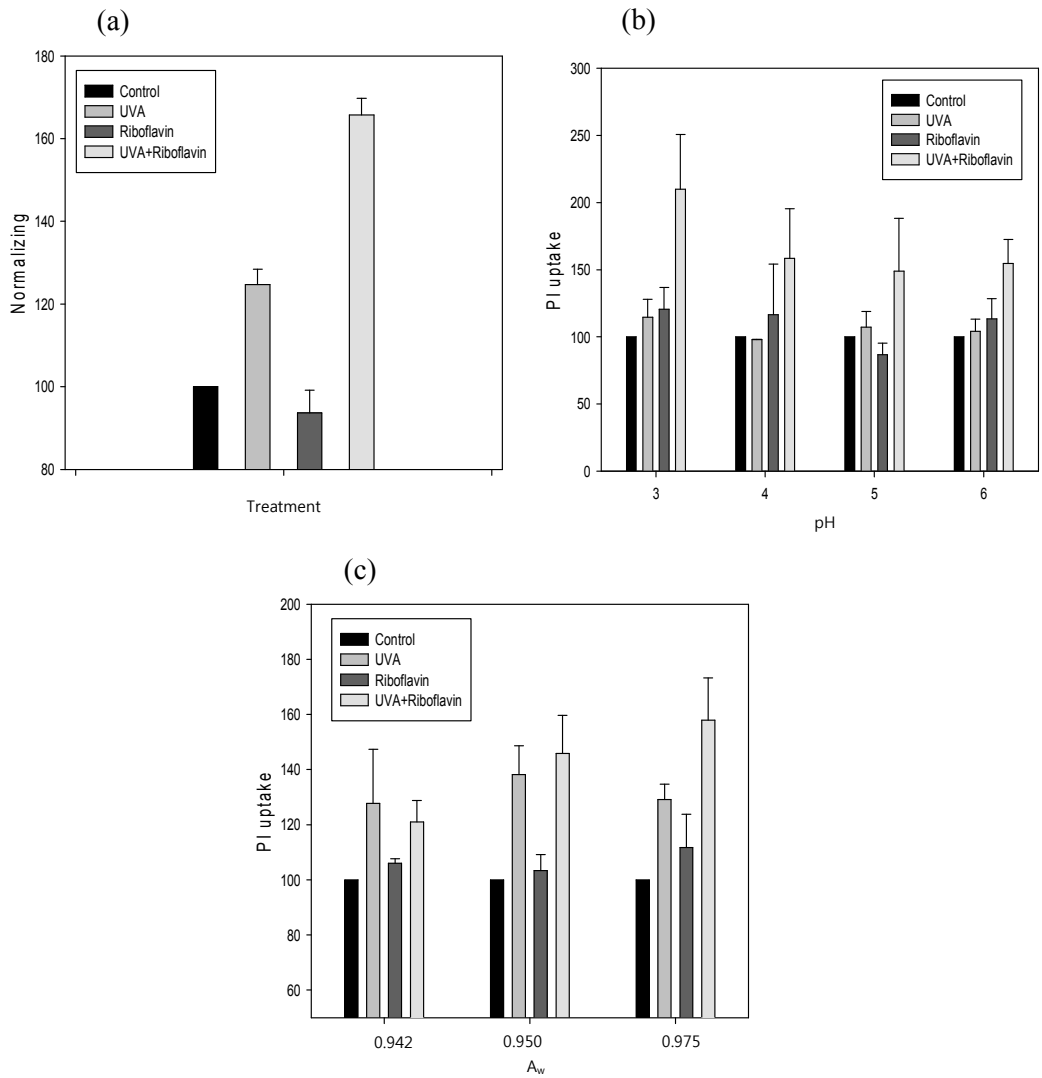 (a)
180
160
140
120
100
80
Normalizing
Control
UVA
Riboflavin
UVA+Riboflavin
Treatment
(b)
300
250
200
150
100
50
0
PI uptake
Control
UVA
Riboflavin
UVA+Riboflavin
3 4 5 6
pH
(c)
200
180
160
140
120
100
80
60
PI uptake
Control
UVA
Riboflavin
UVA+Riboflavin
0.942 0.950 0.975
Aw